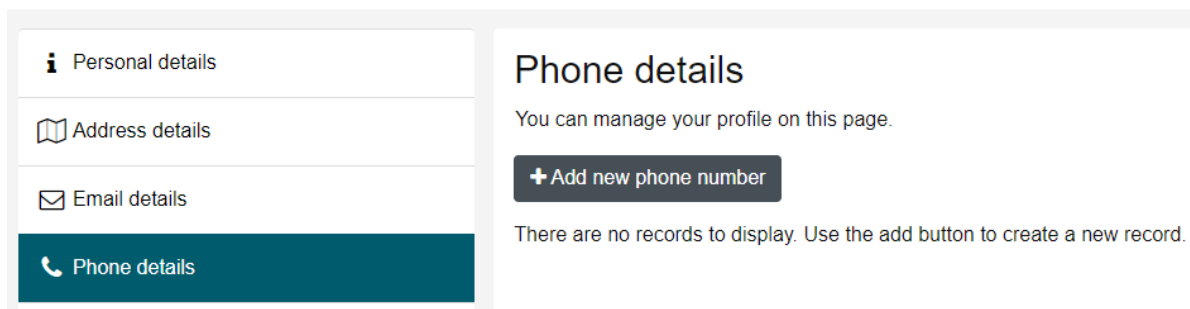 Personal details
Address details
Email details
Phone details
Phone details
You can manage your profile on this page.
Add new phone number
There are no records to display. Use the add button to create a new record.